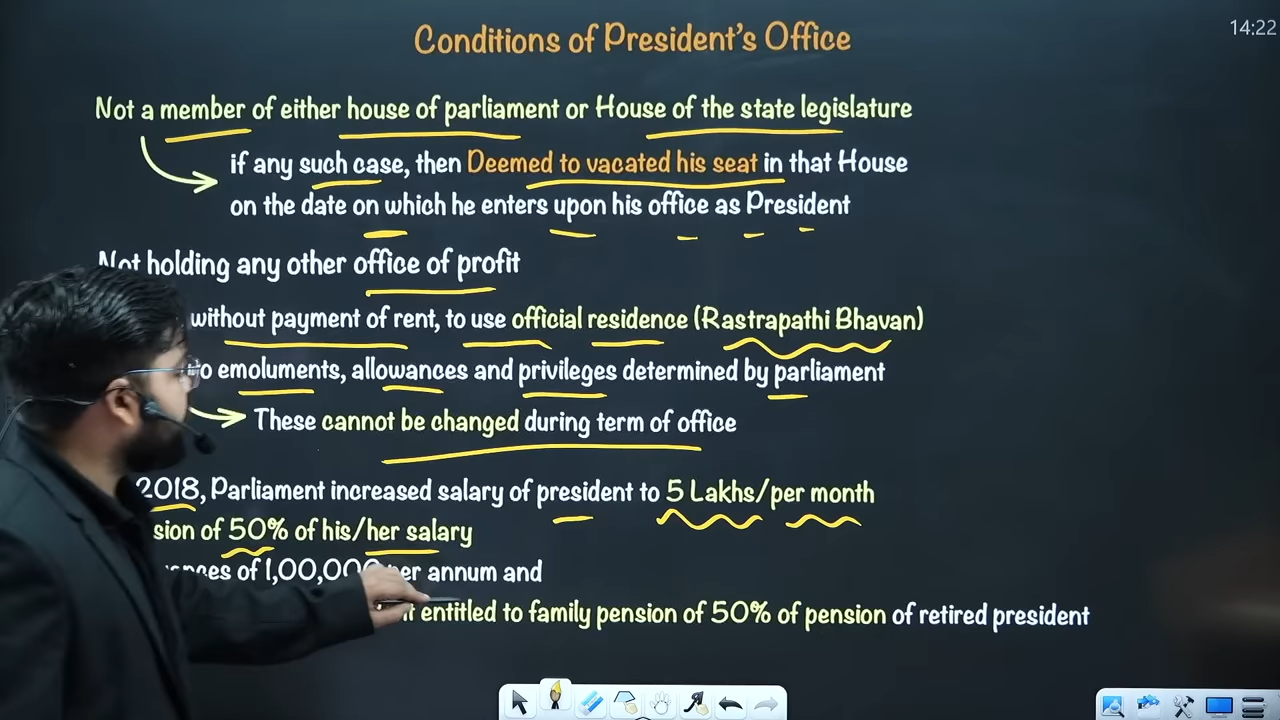 Conditions of President's Office
14:22
Not a member of either house of parliament or House of the state legislature
if any such case, then Deemed to vacated his seat in that House
on the date on which he enters upon his office as President
Not holding any other office of profit
without payment of rent, to use official residence (Rastrapathi Bhavan)
emoluments, allowances and privileges determined by parliament
These cannot be changed during term of office
2018, Parliament increased salary of president to 5 Lakhs/per month
of 50% of his/her salary
of 1,00,000 per annum and
entitled to family pension of 50% of pension of retired president